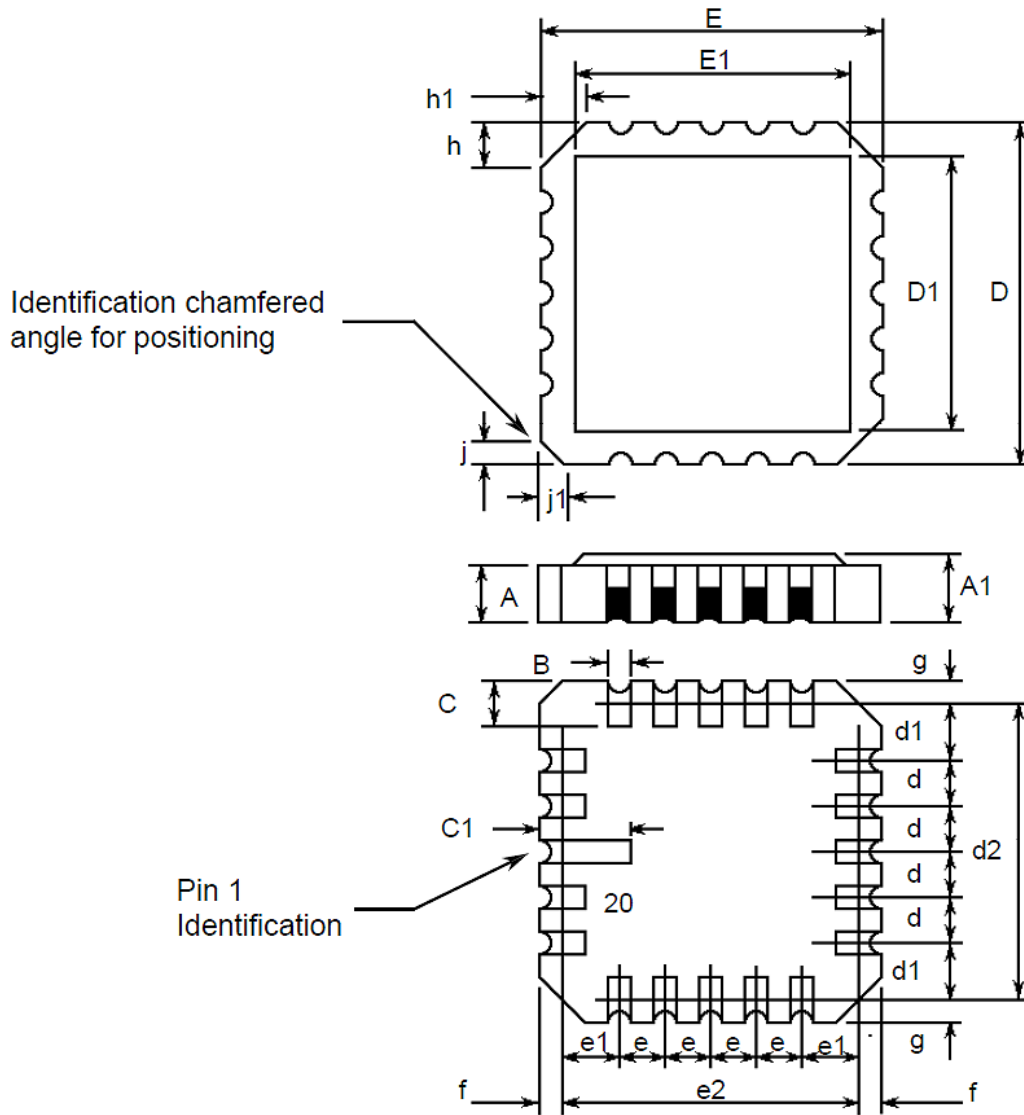 E
E1
h1
h
D1
D
Identification chamfered
angle for positioning
j
j1
A
A1
B
g
C
d1
d
C1
d
d2
Pin 1
Identification
20
d
d
d1
e1 e e e e e1
g
f
e2
f